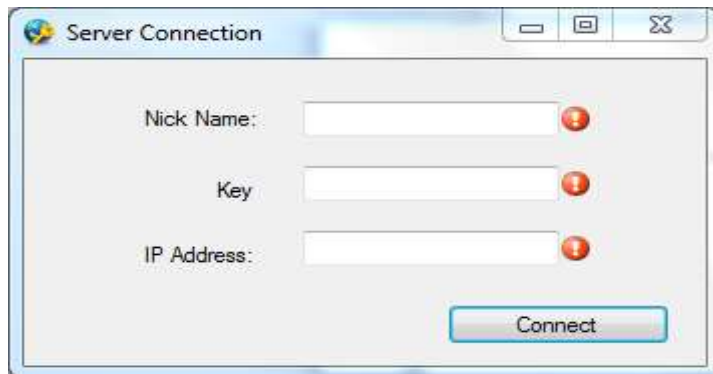 Server Connection
Nick Name:
Key
IP Address:
Connect